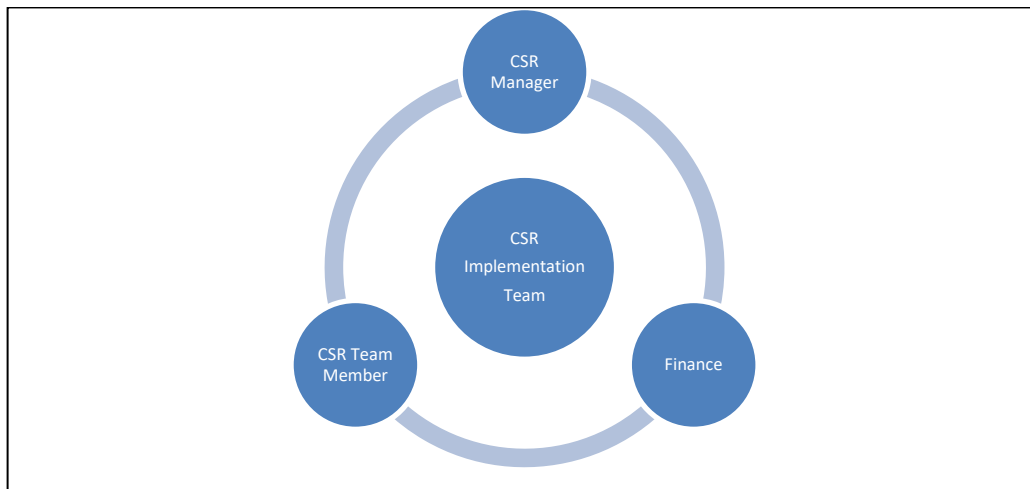 CSR
Manager
CSR
Implementation
Team
CSR Team
Member
Finance